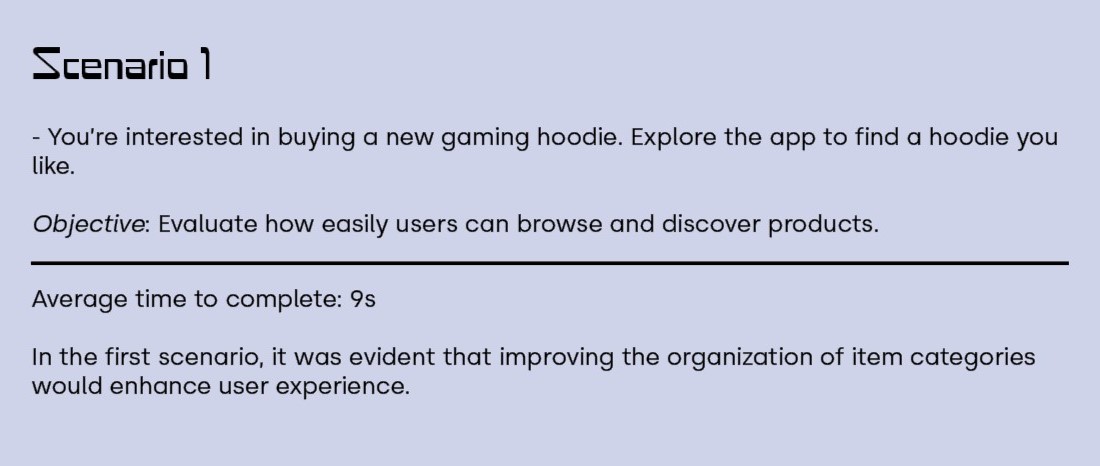 Scenario 1
- You're interested in buying a new gaming hoodie. Explore the app to find a hoodie you
like.
Objective: Evaluate how easily users can browse and discover products.
Average time to complete: 9s
In the first scenario, it was evident that improving the organization of item categories
would enhance user experience.